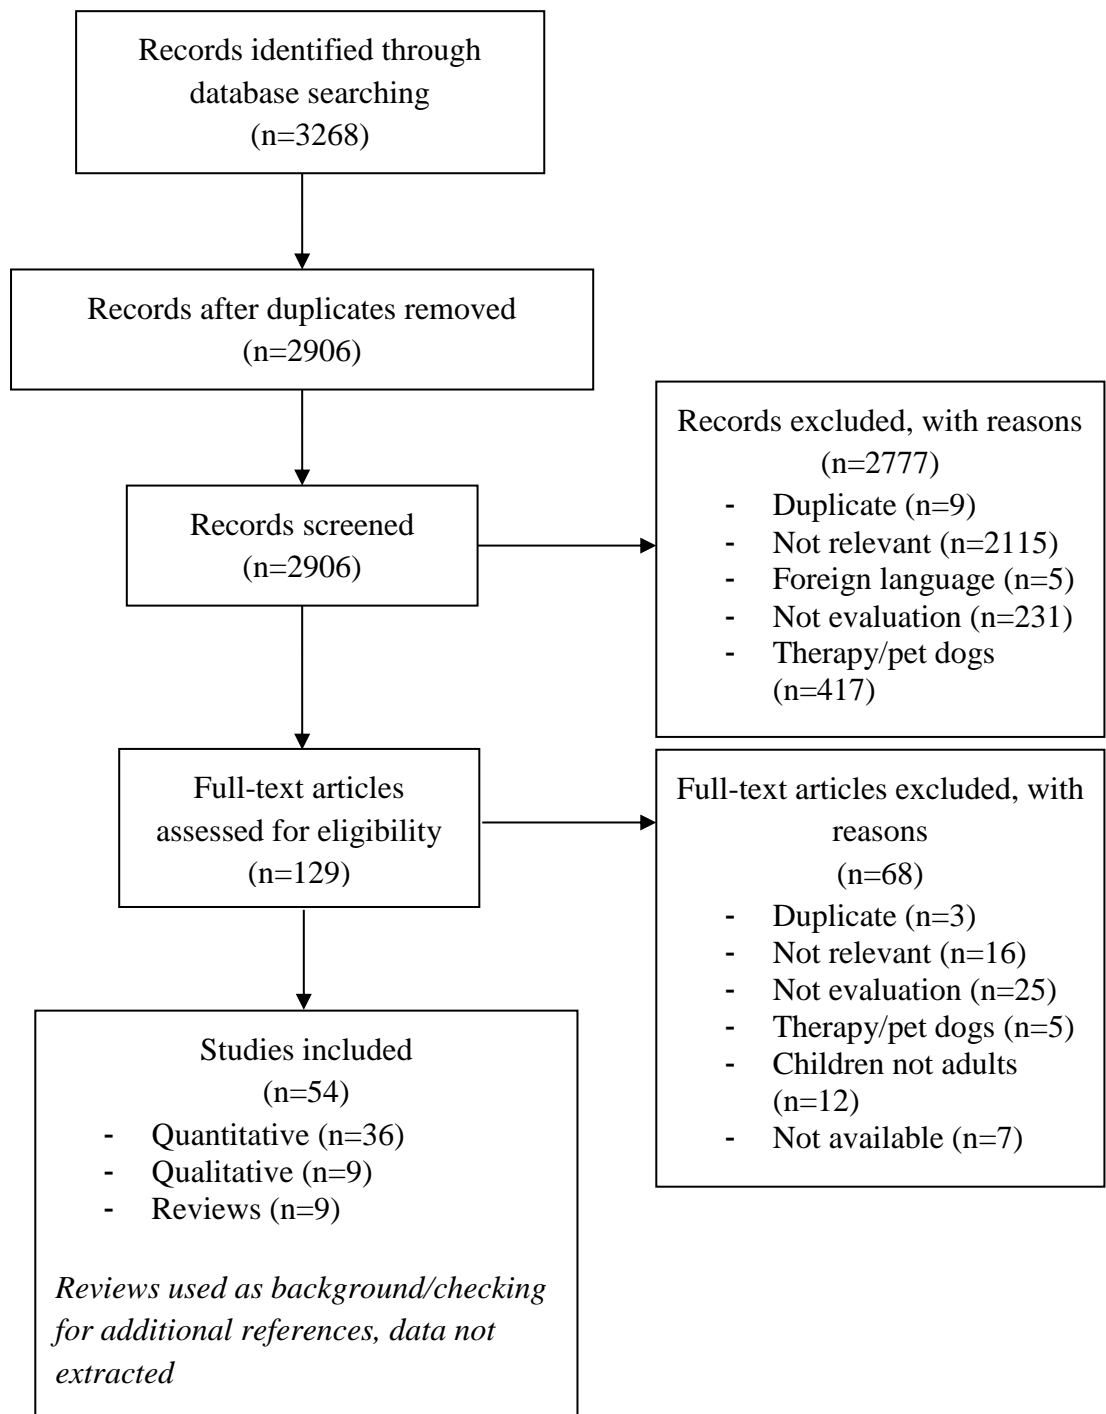 Records identified through
database searching
(n=3268)
Records after duplicates removed
(n=2906)
Records screened
(n=2906)
Records excluded, with reasons
(n=2777)
- Duplicate (n=9)
- Not relevant (n=2115)
- Foreign language (n=5)
- Not evaluation (n=231)
- Therapy/pet dogs
(n=417)
Full-text articles
assessed for eligibility
(n=129)
Full-text articles excluded, with
reasons
(n=68)
- Duplicate (n=3)
- Not relevant (n=16)
- Not evaluation (n=25)
- Therapy/pet dogs (n=5)
- Children not adults
(n=12)
- Not available (n=7)
Studies included
(n=54)
- Quantitative (n=36)
- Qualitative (n=9)
- Reviews (n=9)
Reviews used as background/checking
for additional references, data not
extracted